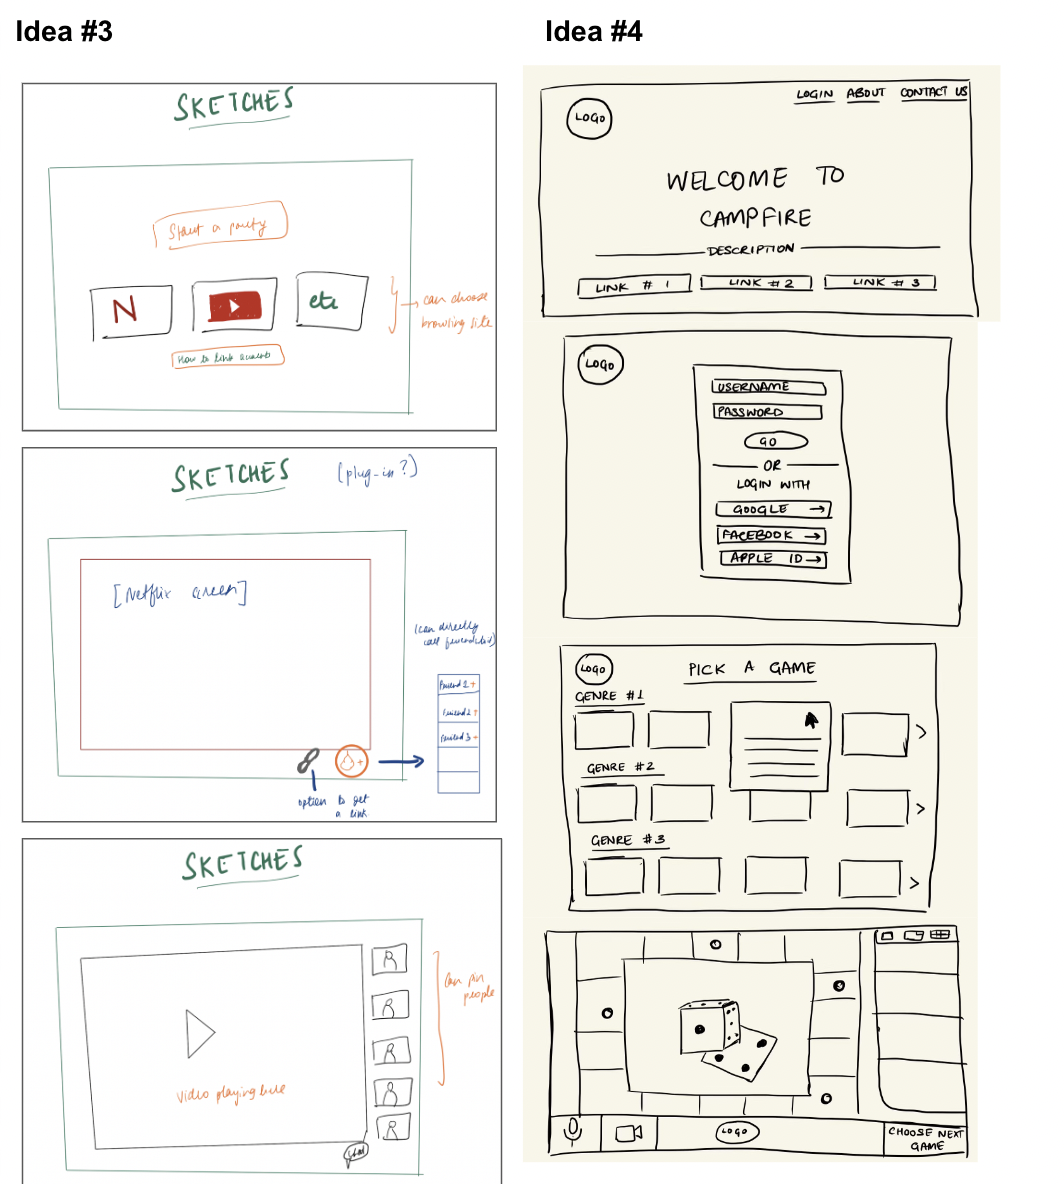 Idea #3
SKETCHES
Start a party
N
etc
can choose
browsing site
How to link accounts
SKETCHES
(plug-in?)
[Netflix screen]
(can directly
call friends)
Friend 1 +
Friend 2 +
Friend 3 +
+
option to get
a link
SKETCHES
Can pin
people
Video playing here
Idea #4
LOGIN ABOUT CONTACT US
LOGO
WELCOME TO
CAMPFIRE
DESCRIPTION
LINK # 1 LINK # 2 LINK # 3
LOGO
USERNAME
PASSWORD
GO
OR
LOGIN WITH
GOOGLE →
FACEBOOK →
APPLE ID →
LOGO
PICK A GAME
GENRE #1
GENRE #2
GENRE #3
LOGO
CHOOSE NEXT
GAME